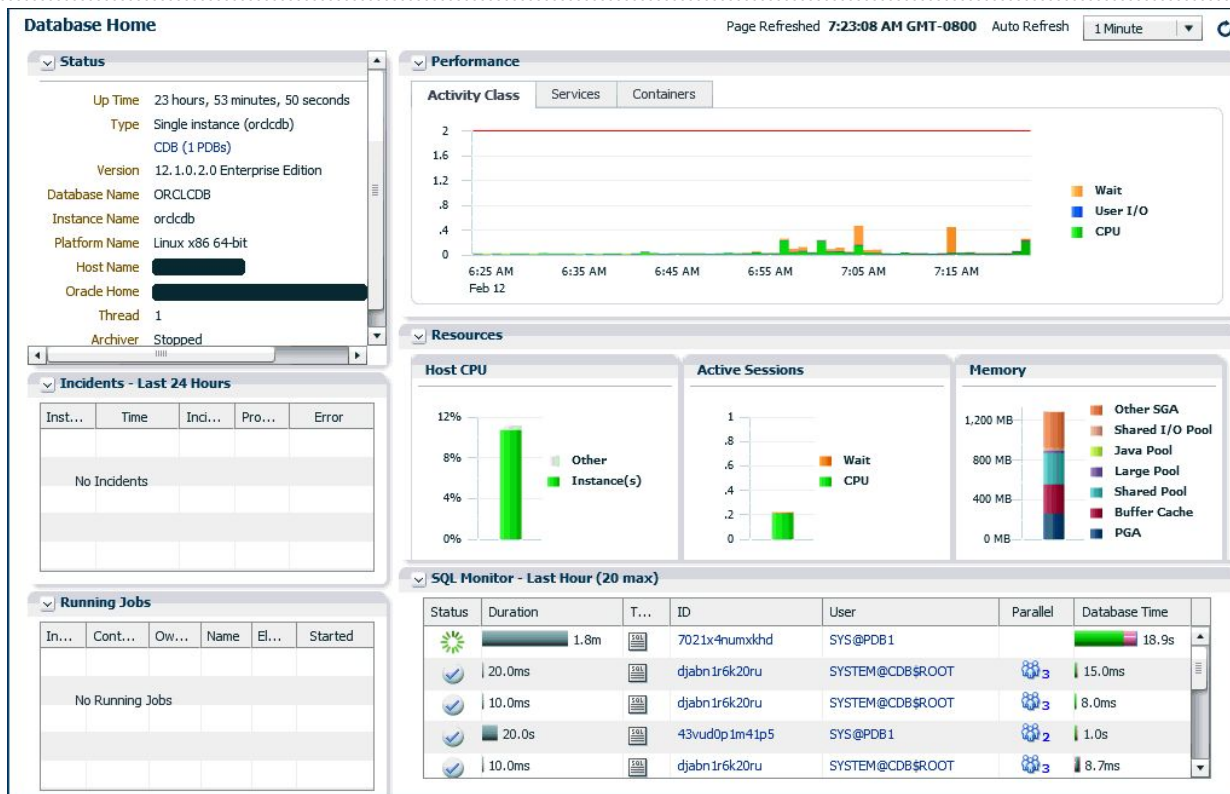 Database Home
Page Refreshed 7:23:08 AM GMT-0800 Auto Refresh 1 Minute
Status
Up Time 23 hours, 53 minutes, 50 seconds
Type Single instance (orclcdb)
CDB (1 PDBs)
Version 12.1.0.2.0 Enterprise Edition
Database Name ORCLCDB
Instance Name orclcdb
Platform Name Linux x86 64-bit
Host Name
Oracle Home
Thread 1
Archiver Stopped
Incidents - Last 24 Hours
Inst... Time Inci... Pro... Error
No Incidents
Running Jobs
In... Cont... Ow... Name El... Started
No Running Jobs
Performance
Activity Class Services Containers
2
1.6
1.2
.8
.4
0
6:25 AM 6:35 AM 6:45 AM 6:55 AM 7:05 AM 7:15 AM
Feb 12
Wait
User I/O
CPU
Resources
Host CPU
12%
8%
4%
0%
Other
Instance(s)
Active Sessions
1
.8
.6
.4
.2
0
Wait
CPU
Memory
1,200 MB
800 MB
400 MB
0 MB
Other SGA
Shared I/O Pool
Java Pool
Large Pool
Shared Pool
Buffer Cache
PGA
SQL Monitor - Last Hour (20 max)
Status Duration T... ID User Parallel Database Time
1.8m SQL 7021x4numxkhd SYS@PDB1 18.9s
20.0ms SQL djabn1r6k20ru SYSTEM@CDB$ROOT 3 15.0ms
10.0ms SQL djabn1r6k20ru SYSTEM@CDB$ROOT 3 8.0ms
20.0s SQL 43vud0p1m41p5 SYS@PDB1 2 1.0s
10.0ms SQL djabn1r6k20ru SYSTEM@CDB$ROOT 3 8.7ms